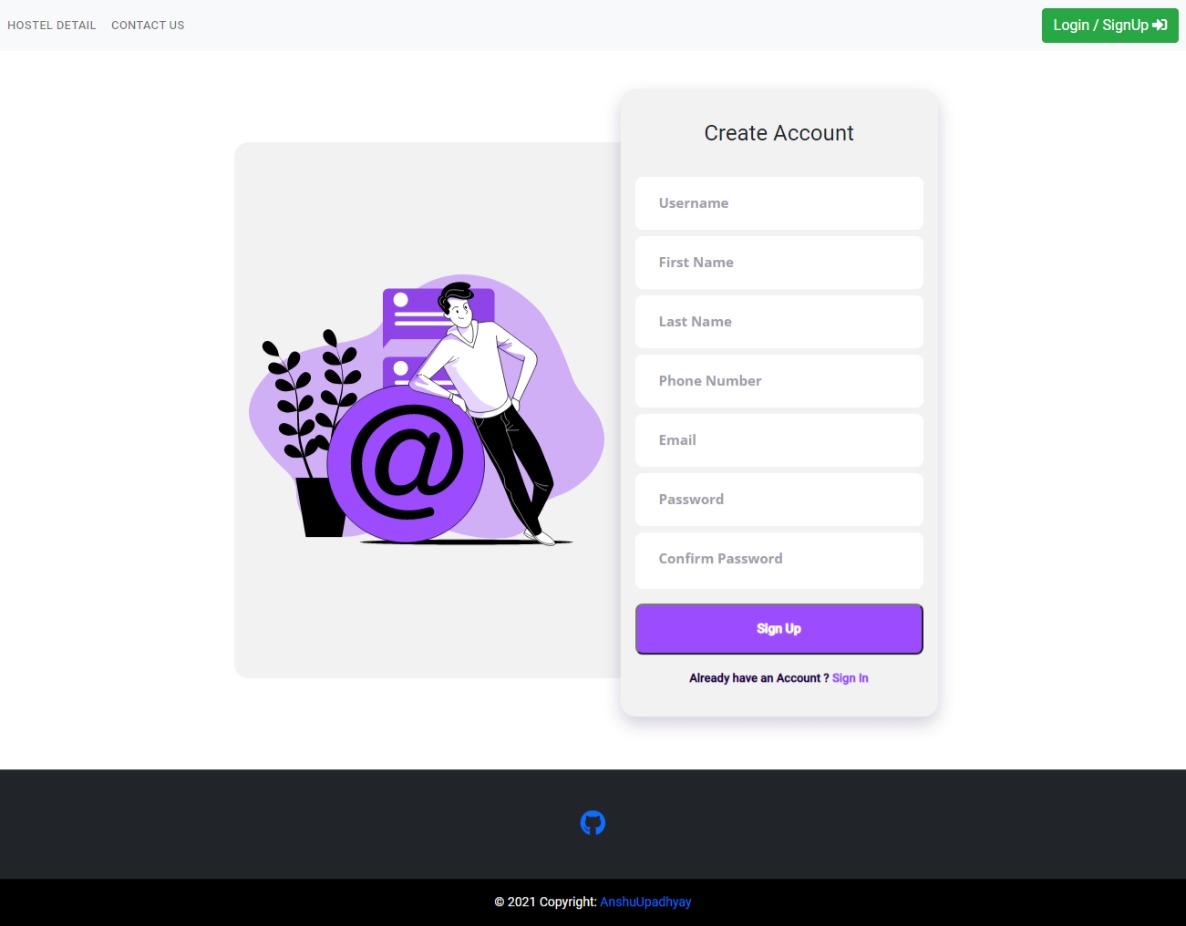 HOSTEL DETAIL CONTACT US Login / SignUp
Create Account
Username
First Name
Last Name
Phone Number
Email
Password
Confirm Password
@
Sign Up
Already have an Account ? Sign In
© 2021 Copyright: AnshuUpadhyay